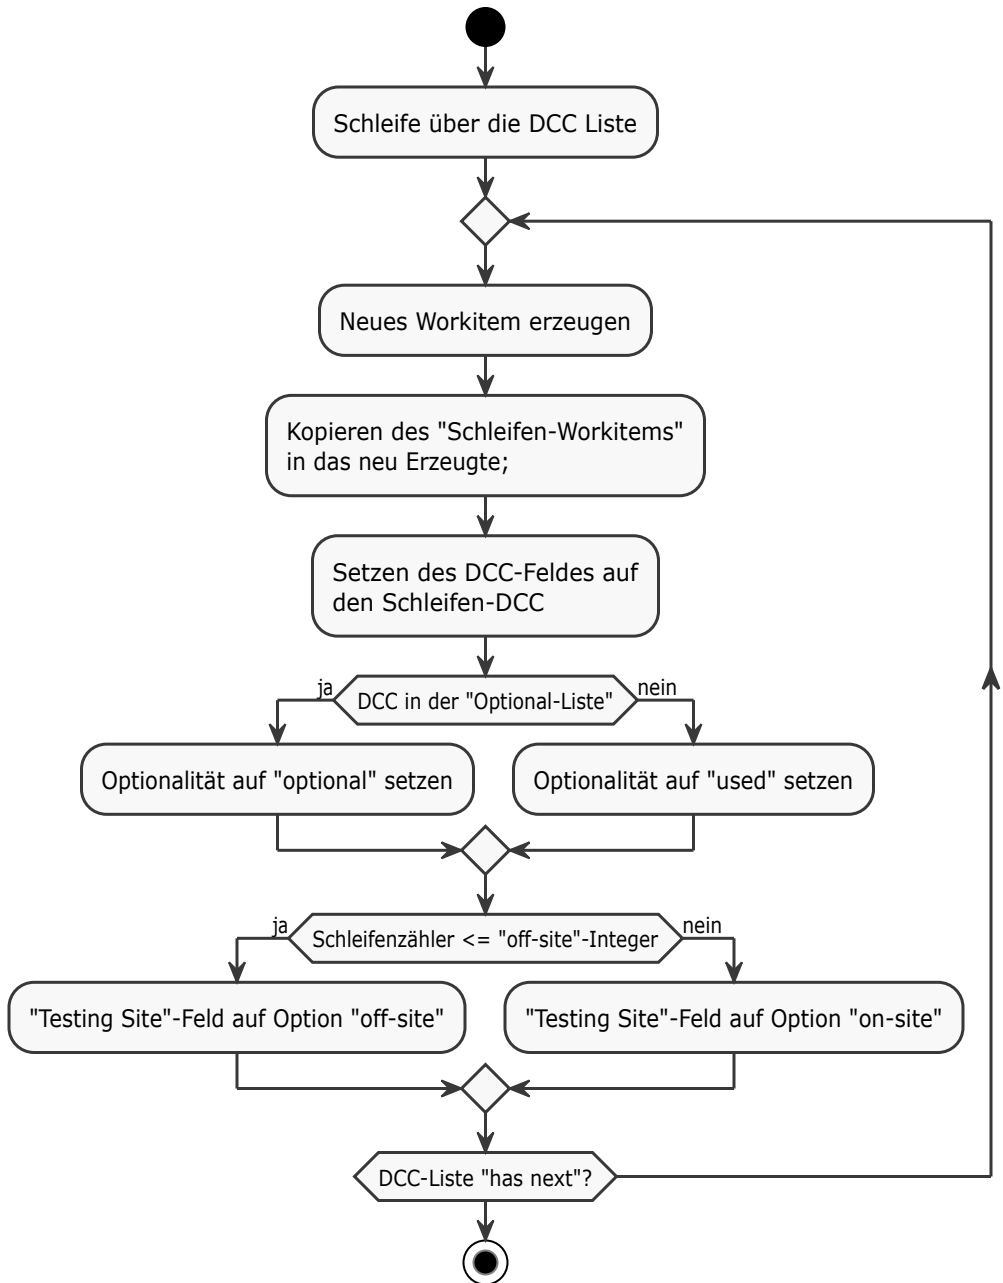 Schleife über die DCC Liste
Neues Workitem erzeugen
Kopieren des "Schleifen-Workitems"
in das neu Erzeugte;
Setzen des DCC-Feldes auf
den Schleifen-DCC
ja
DCC in der "Optional-Liste"
nein
Optionalität auf "optional" setzen
Optionalität auf "used" setzen
ja
Schleifenzähler <= "off-site"-Integer
nein
"Testing Site"-Feld auf Option "off-site"
"Testing Site"-Feld auf Option "on-site"
DCC-Liste "has next"?